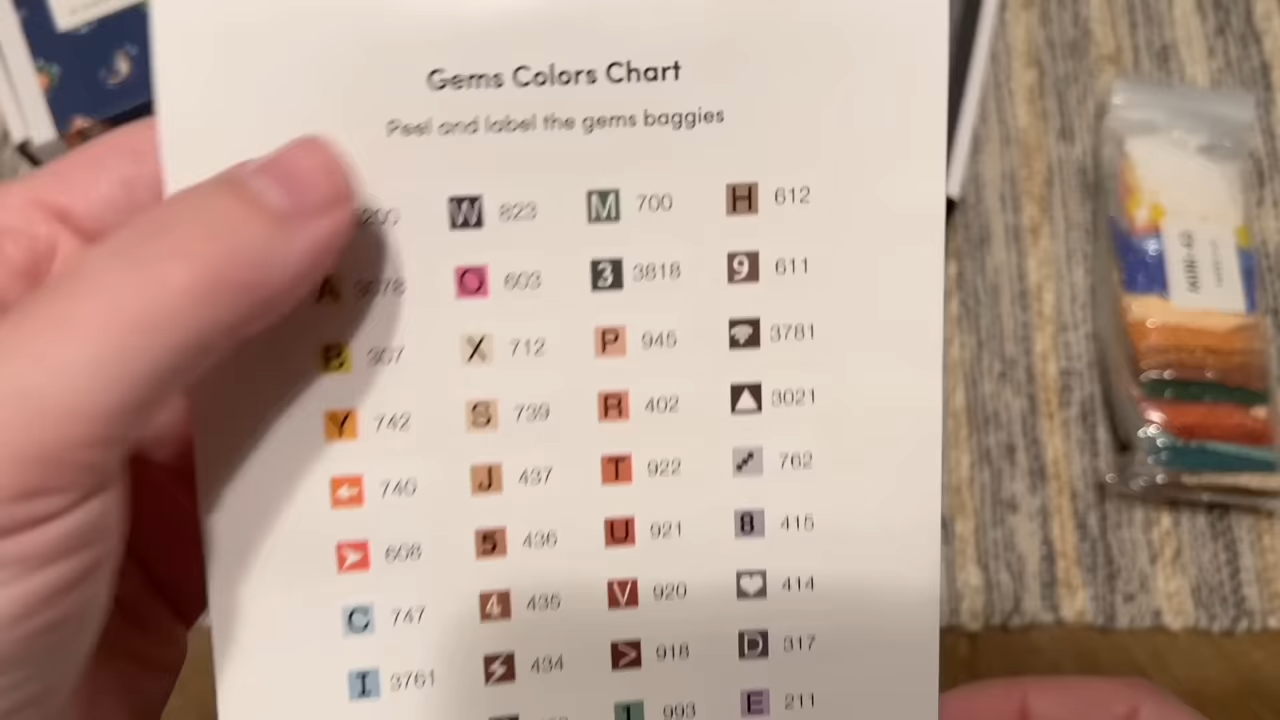 Gems Colors Chart
Peel and label the gems baggies
W 823 M 700 H 612
A 3078 O 603 3 3818 9 611
B 307 X 712 P 945 3781
Y 742 S 739 R 402 3021
740 J 437 T 922 762
608 5 436 U 921 8 415
C 747 4 435 V 920 414
I 3761 434 > 918 D 317
993 E 211